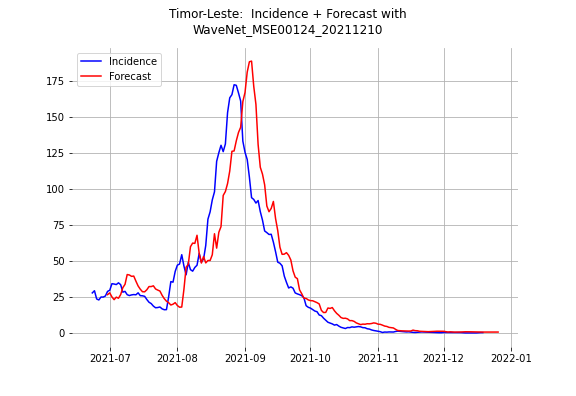 Timor-Leste:  Incidence + Forecast with
WaveNet_MSE00124_20211210
Incidence
Forecast
175
150
125
100
75
50
25
0
2021-07 2021-08 2021-09 2021-10 2021-11 2021-12 2022-01